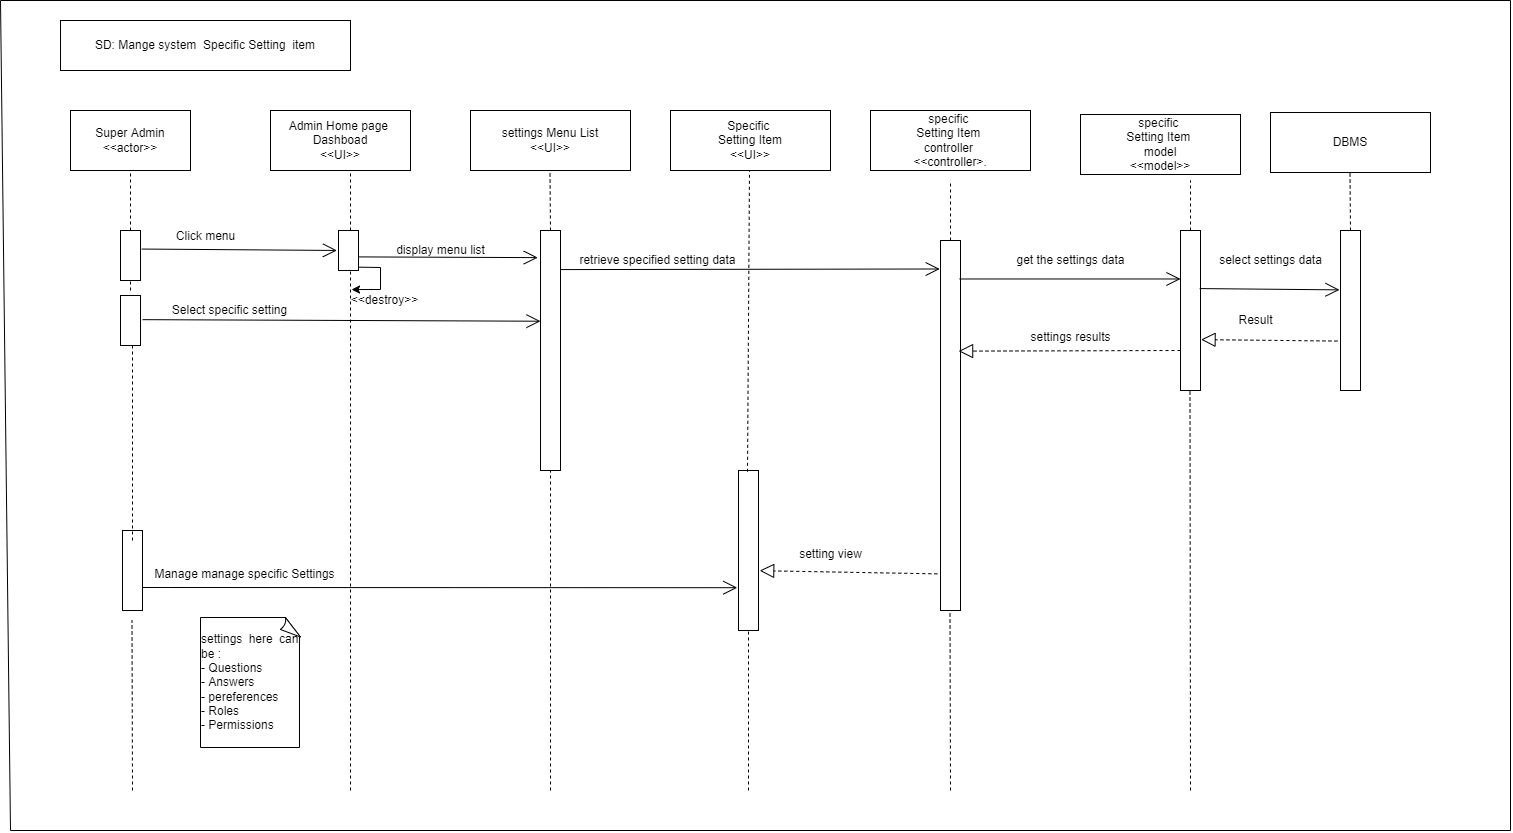 SD: Mange system  Specific Setting  item
Super Admin
<<actor>>
Admin Home page
Dashboad
<<UI>>
settings Menu List
<<UI>>
Specific
Setting Item
<<UI>>
specific
Setting Item
controller
<<controller>.
specific
Setting Item
model
<<model>>
DBMS
Click menu
display menu list
retrieve specified setting data
get the settings data
select settings data
<<destroy>>
Select specific setting
Result
settings results
setting view
Manage manage specific Settings
settings  here  can
be :
- Questions
- Answers
- pereferences
- Roles
- Permissions